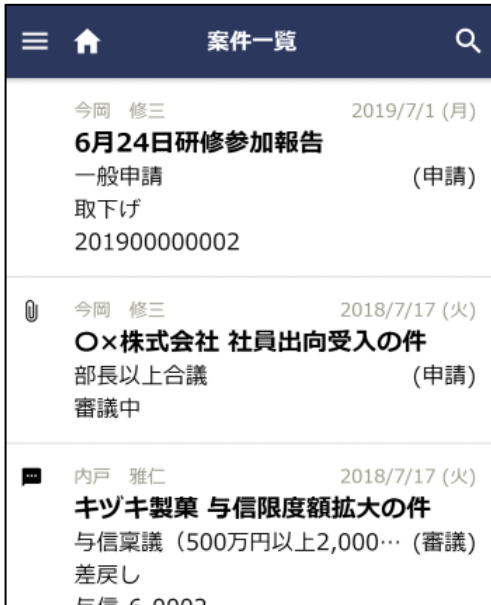 案件一覧
今岡 修三 2019/7/1 (月)
6月24日研修参加報告
一般申請 (申請)
取下げ
201900000002
今岡 修三 2018/7/17 (火)
〇×株式会社 社員出向受入の件
部長以上合議 (申請)
審議中
内戸 雅仁 2018/7/17 (火)
キヅキ製菓 与信限度額拡大の件
与信稟議（500万円以上2,000… (審議)
差戻し